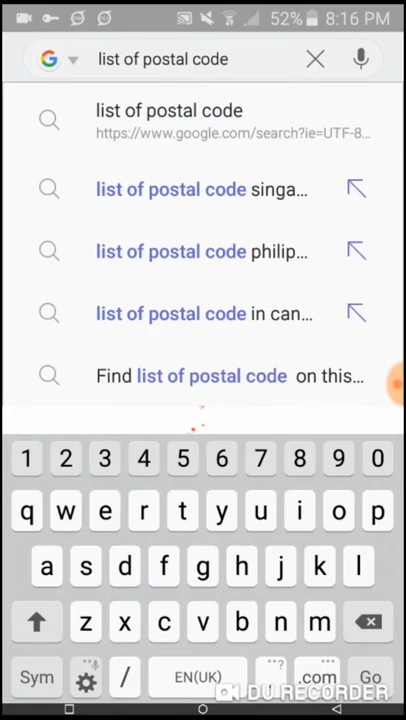 52% 8:16 PM
list of postal code
list of postal code
https://www.google.com/search?ie=UTF-8...
list of postal code singa...
list of postal code philip...
list of postal code in can...
Find list of postal code on this...
1 2 3 4 5 6 7 8 9 0
q w e r t y u i o p
a s d f g h j k l
z x c v b n m
Sym / EN(UK) , .com Go
DU RECORDER